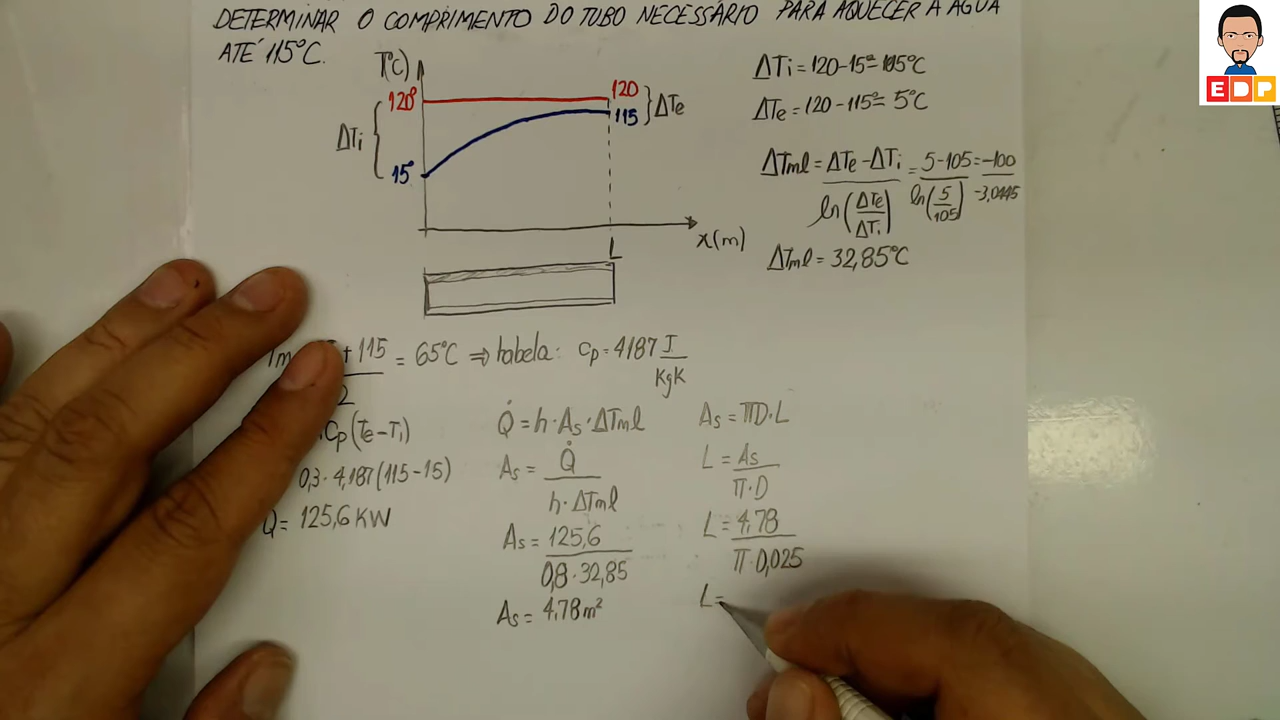 DETERMINAR O COMPRIMENTO DO TUBO NECESSÁRIO PARA AQUECER A ÁGUA
ATÉ 115°C.
EDP
T(°C)
120°
120
115
ΔTe
ΔTi
15°
x(m)
L
ΔTi = 120-15 = 105°C
ΔTe = 120-115 = 5°C
ΔTml = ΔTe - ΔTi / ln(ΔTe/ΔTi) = 5-105 / ln(5/105) = -100 / -3,0445
ΔTml = 32,85°C
+ 115 / 2 = 65°C ⇒ tabela: cp = 4187 J/KgK
Cp(Te-Ti)
0,3·4,187(115-15)
Q = 125,6 KW
Q̇ = h·As·ΔTml
As = Q̇ / h·ΔTml
As = 125,6 / 0,8·32,85
As = 4,78m²
As = πD·L
L = As / π·D
L = 4,78 / π·0,025
L =